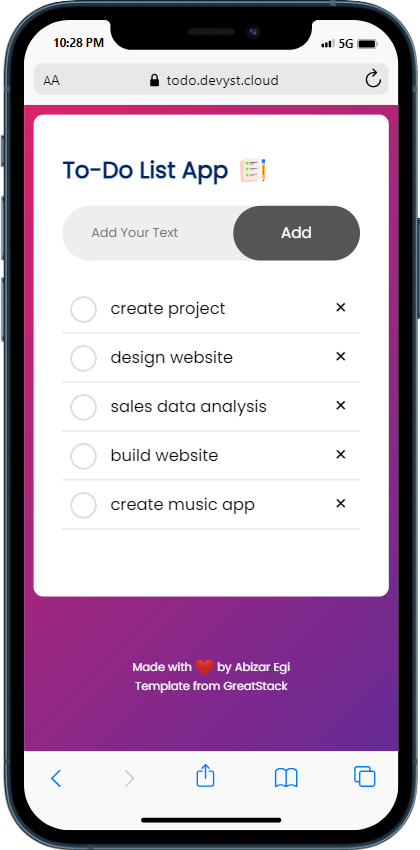 10:28 PM 5G
AA todo.devyst.cloud
To-Do List App
Add Your Text Add
create project ×
design website ×
sales data analysis ×
build website ×
create music app ×
Made with ❤️ by Abizar Egi
Template from GreatStack